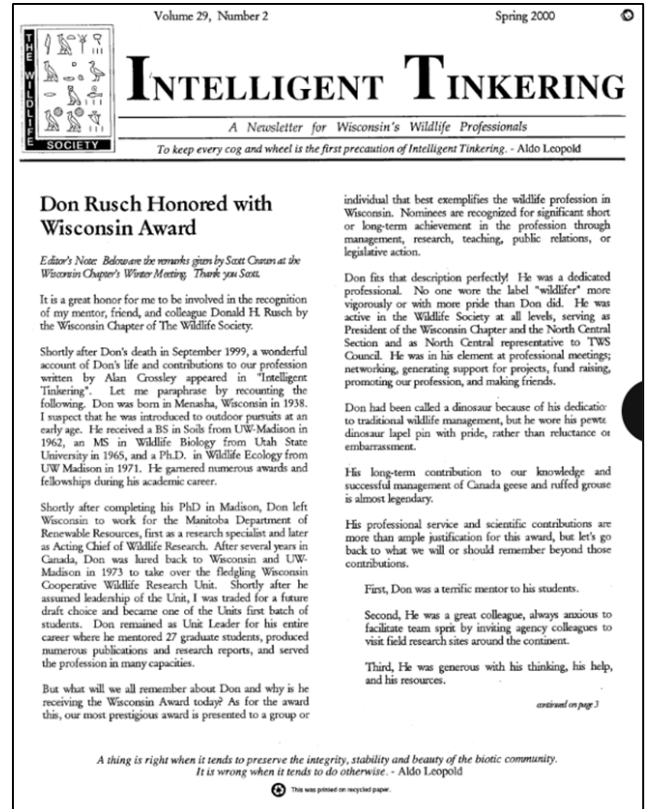 Volume 29, Number 2
Spring 2000
THE WILDLIFE
SOCIETY
INTELLIGENT TINKERING
A Newsletter for Wisconsin's Wildlife Professionals
To keep every cog and wheel is the first precaution of Intelligent Tinkering. - Aldo Leopold
Don Rusch Honored with
Wisconsin Award
Editor's Note: Below are the remarks given by Scott Craven at the
Wisconsin Chapter's Winter Meeting. Thank you Scott.
It is a great honor for me to be involved in the recognition
of my mentor, friend, and colleague Donald H. Rusch by
the Wisconsin Chapter of The Wildlife Society.
Shortly after Don's death in September 1999, a wonderful
account of Don's life and contributions to our profession
written by Alan Crossley appeared in "Intelligent
Tinkering". Let me paraphrase by recounting the
following. Don was born in Menasha, Wisconsin in 1938.
I suspect that he was introduced to outdoor pursuits at an
early age. He received a BS in Soils from UW-Madison in
1962, an MS in Wildlife Biology from Utah State
University in 1965, and a Ph.D. in Wildlife Ecology from
UW Madison in 1971. He garnered numerous awards and
fellowships during his academic career.
Shortly after completing his PhD in Madison, Don left
Wisconsin to work for the Manitoba Department of
Renewable Resources, first as a research specialist and later
as Acting Chief of Wildlife Research. After several years in
Canada, Don was lured back to Wisconsin and UW-
Madison in 1973 to take over the fledgling Wisconsin
Cooperative Wildlife Research Unit. Shortly after he
assumed leadership of the Unit, I was traded for a future
draft choice and became one of the Units first batch of
students. Don remained as Unit Leader for his entire
career where he mentored 27 graduate students, produced
numerous publications and research reports, and served
the profession in many capacities.
But what will we all remember about Don and why is he
receiving the Wisconsin Award today? As for the award
this, our most prestigious award is presented to a group or
individual that best exemplifies the wildlife profession in
Wisconsin. Nominees are recognized for significant short
or long-term achievement in the profession through
management, research, teaching, public relations, or
legislative action.
Don fits that description perfectly! He was a dedicated
professional. No one wore the label "wildlifer" more
vigorously or with more pride than Don did. He was
active in the Wildlife Society at all levels, serving as
President of the Wisconsin Chapter and the North Central
Section and as North Central representative to TWS
Council. He was in his element at professional meetings;
networking, generating support for projects, fund raising,
promoting our profession, and making friends.
Don had been called a dinosaur because of his dedicatio
to traditional wildlife management, but he wore his pewte
dinosaur lapel pin with pride, rather than reluctance or
embarrassment.
His long-term contribution to our knowledge and
successful management of Canada geese and ruffed grouse
is almost legendary.
His professional service and scientific contributions are
more than ample justification for this award, but let's go
back to what we will or should remember beyond those
contributions.
First, Don was a terrific mentor to his students.
Second, He was a great colleague, always anxious to
facilitate team sprit by inviting agency colleagues to
visit field research sites around the continent.
Third, He was generous with his thinking, his help,
and his resources.
continued on page 3
A thing is right when it tends to preserve the integrity, stability and beauty of the biotic community.
It is wrong when it tends to do otherwise. - Aldo Leopold
This was printed on recycled paper.